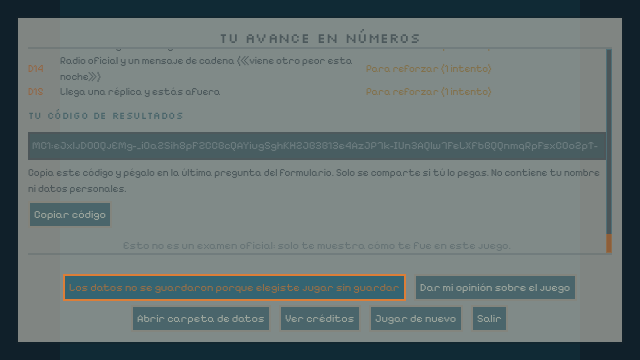 TU AVANCE EN NÚMEROS
D14 Radio oficial y un mensaje de cadena (《viene otro peor esta noche》) Para reforzar (1 intento)
D15 Llega una réplica y estás afuera Para reforzar (1 intento)
TU CÓDIGO DE RESULTADOS
Copia este código y pégalo en la última pregunta del formulario. Solo se comparte si tú lo pegas. No contiene tu nombre
ni datos personales.
Copiar código
Esto no es un examen oficial: solo te muestra cómo te fue en este juego.
Los datos no se guardaron porque elegiste jugar sin guardar
Dar mi opinión sobre el juego
Abrir carpeta de datos
Ver créditos
Jugar de nuevo
Salir